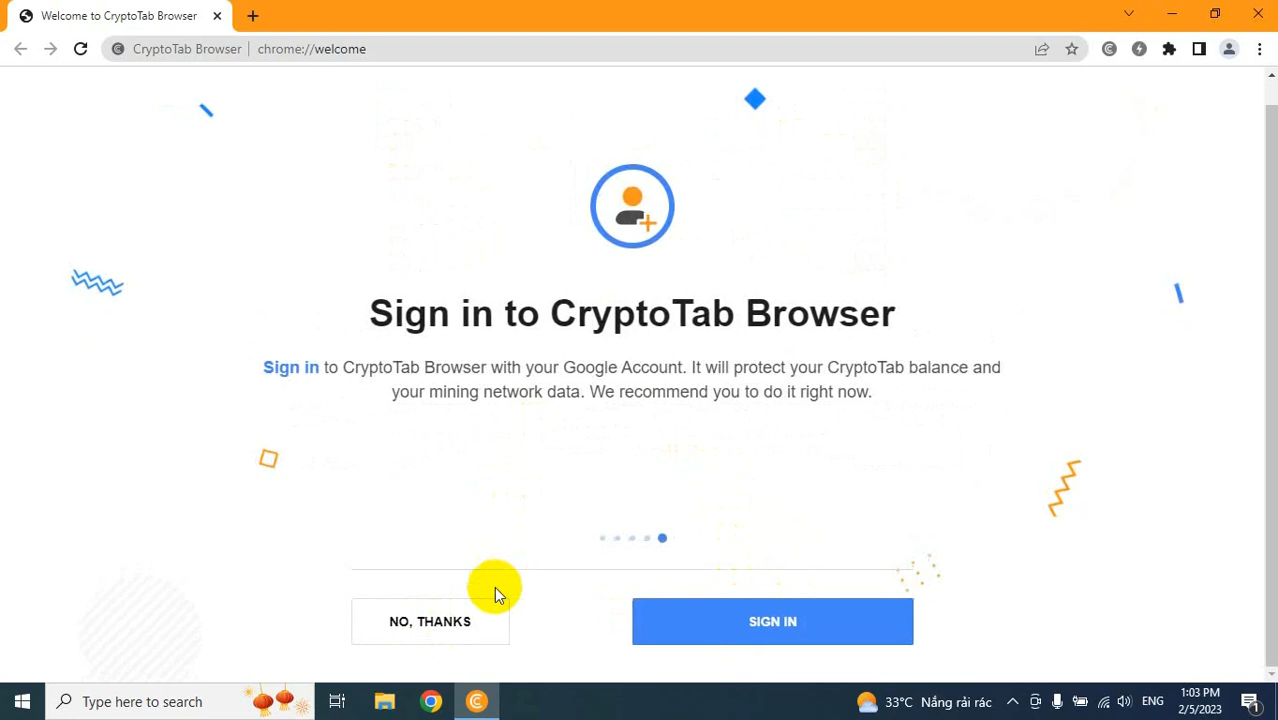 Welcome to CryptoTab Browser
CryptoTab Browser | chrome://welcome
Sign in to CryptoTab Browser
Sign in to CryptoTab Browser with your Google Account. It will protect your CryptoTab balance and
your mining network data. We recommend you to do it right now.
NO, THANKS
SIGN IN
Type here to search
33°C Nắng rải rác
ENG
1:03 PM
2/5/2023
1